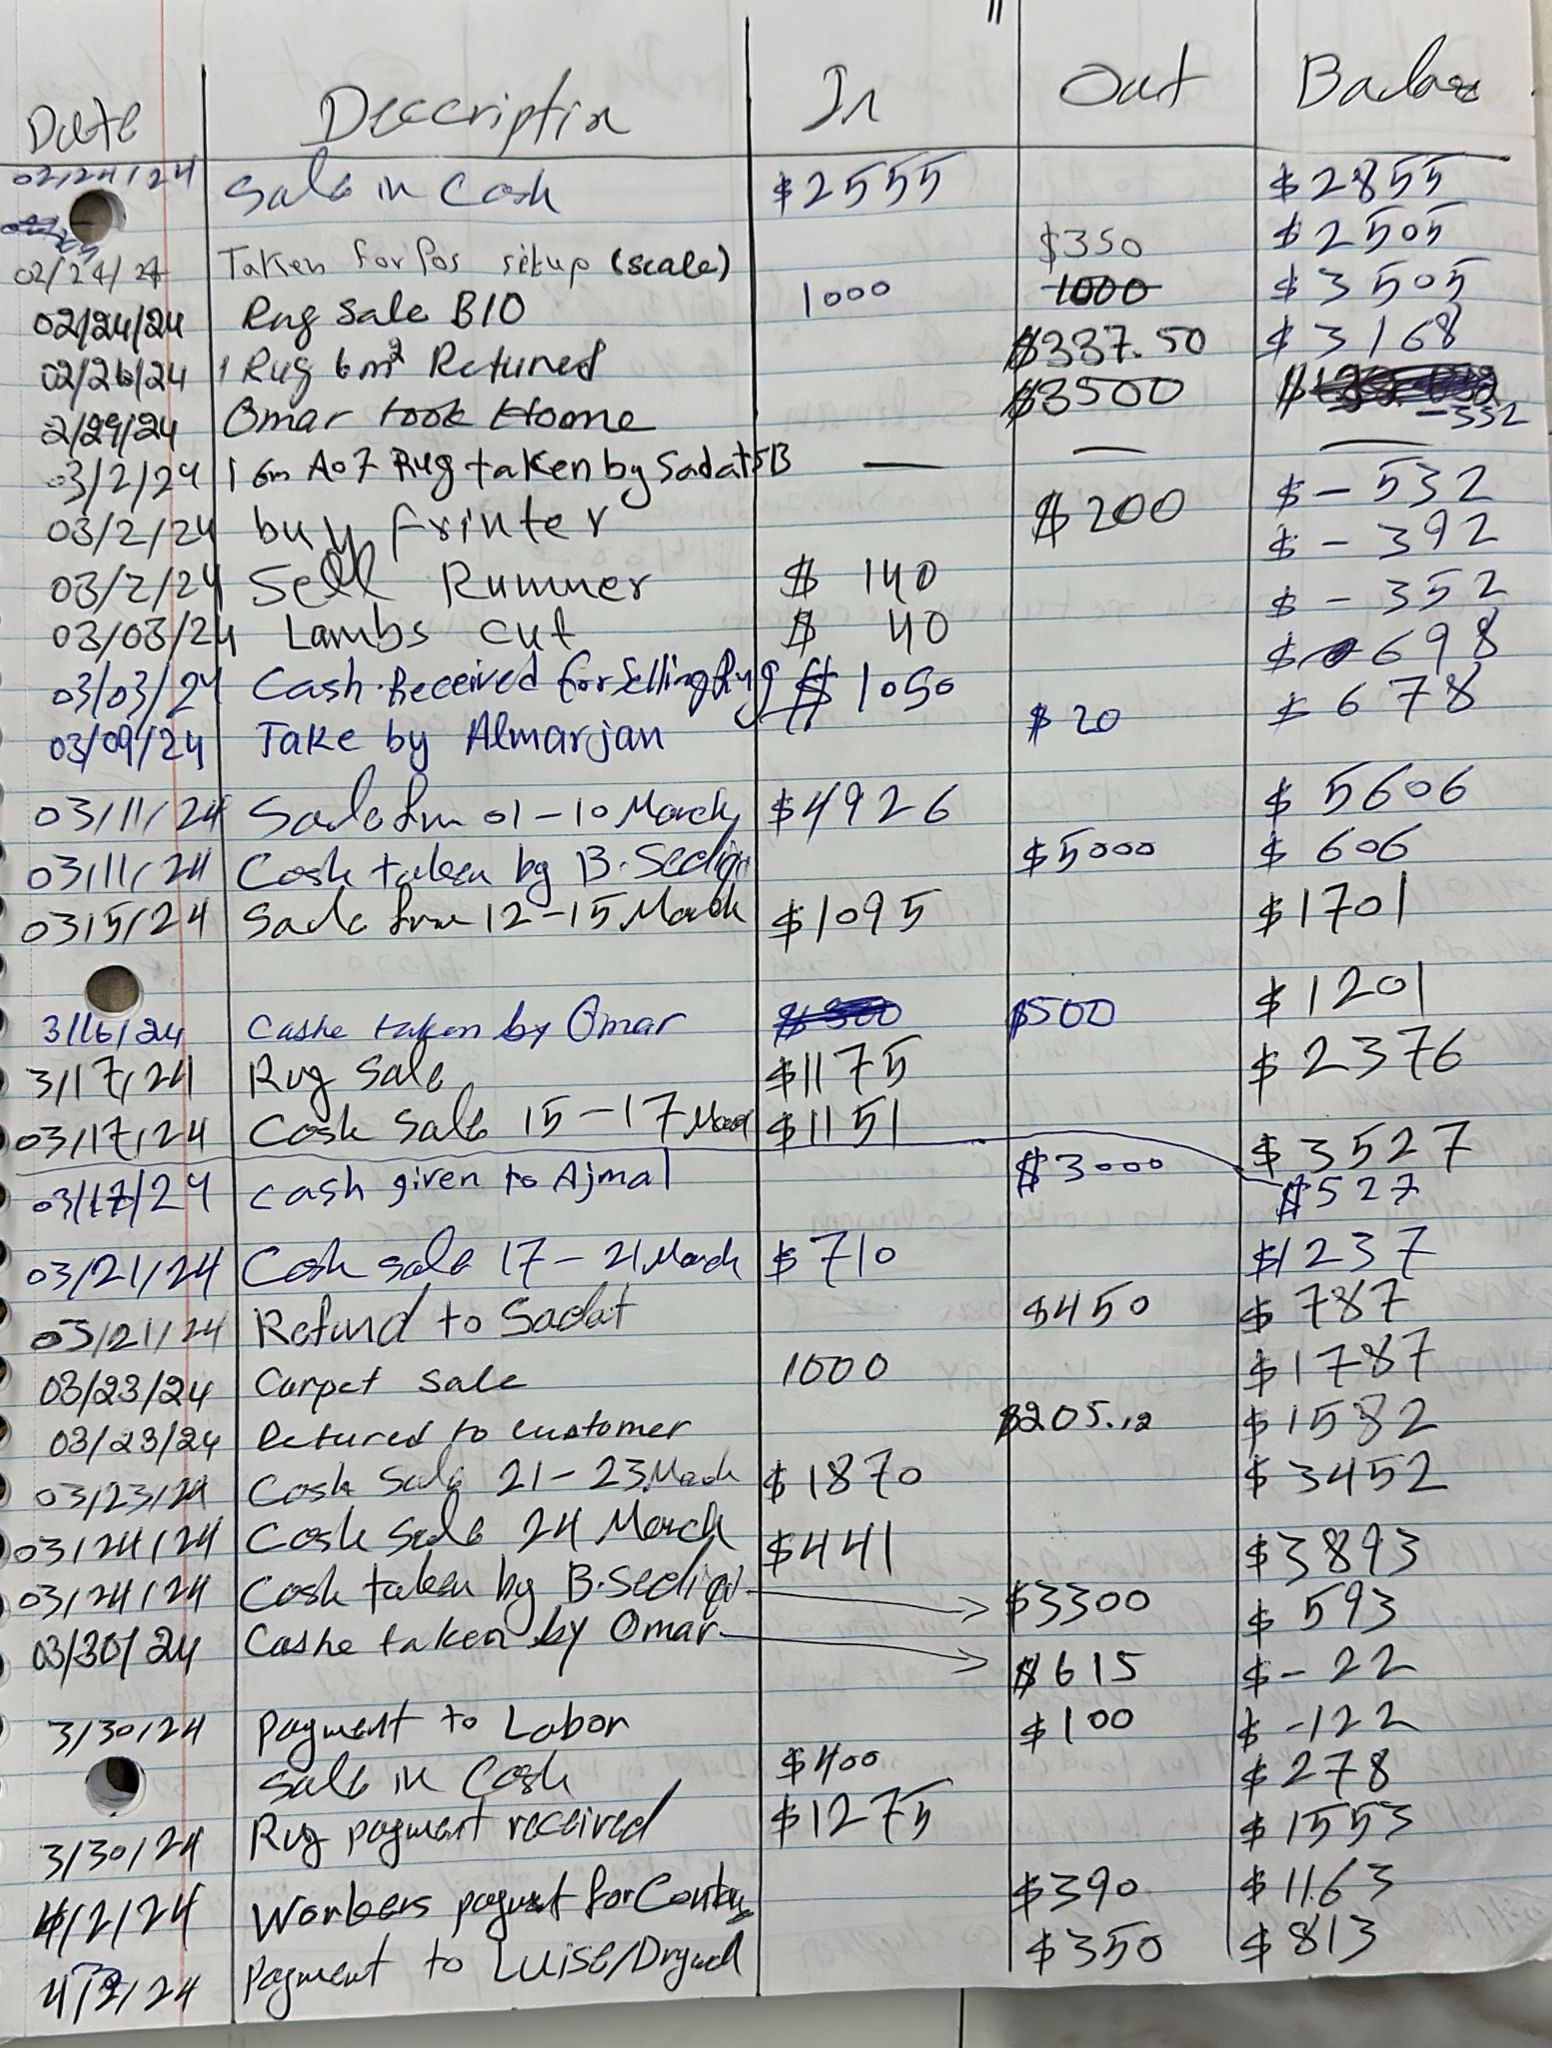 Date Description In Out Balance
02/24/24 Sale in Cash $2555 $2855
02/24/24 Taken for Pos setup (scale) $350 $2505
02/24/24 Rug Sale B10 1000 1000 $3505
02/26/24 1 Rug 6m² Retuned $337.50 $3168
2/29/24 Omar took Home $3500 -332
03/2/24 1 6m A07 Rug taken by Sadat SB — — —
03/2/24 buy frinter $200 $-532
03/2/24 Sell Rumner $140 $-392
03/03/24 Lambs cut $40 $-352
03/03/24 Cash Received for Selling Rug $1050 $698
03/09/24 Take by Almarjan $20 $678
03/11/24 Sale frm 01-10 March $4926 $5606
03/11/24 Cash taken by B.Sediqi $5000 $606
0315/24 Sale frm 12-15 March $1095 $1701
3/16/24 Cashe taken by Omar $300 $500 $1201
3/17/24 Rug Sale $1175 $2376
03/17/24 Cash Sale 15-17 March $1151 $3527
03/17/24 Cash given to Ajmal $3000 $527
03/21/24 Cash sale 17-21 March $710 $1237
03/21/24 Refund to Sadat $450 $787
03/23/24 Carpet sale 1000 $1787
03/23/24 Retured to customer $205.12 $1582
03/23/24 Cash Sale 21-23 March $1870 $3452
03/24/24 Cash Sale 24 March $441 $3893
03/24/24 Cash taken by B.Sediqi $3300 $593
03/30/24 Cashe taken by Omar $615 $-22
3/30/24 Payment to Labor $100 $-122
Sale in Cash $400 $278
3/30/24 Rug payment received $1275 $1553
4/2/24 Workers payment for $390 $1163
4/2/24 Payment to Luise/Drywall $350 $813